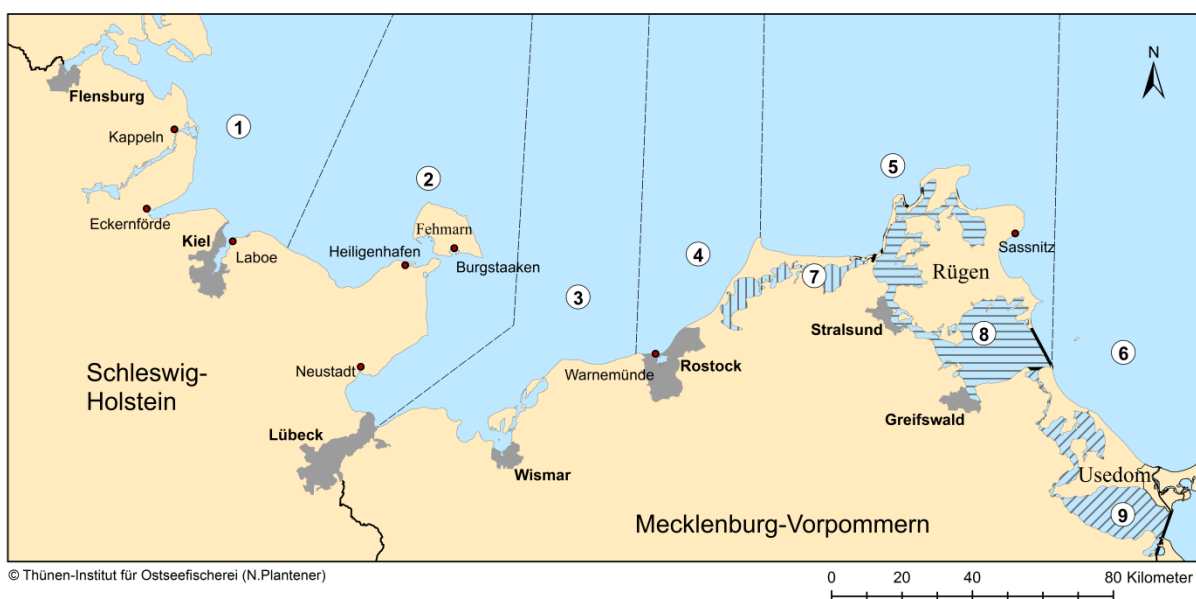 N
Flensburg
Kappeln
1
5
2
Eckernförde
Fehmarn
Kiel
Laboe
Heiligenhafen
Burgstaaken
4
Sassnitz
7
Rügen
3
Stralsund
8
6
Warnemünde
Rostock
Neustadt
Schleswig-
Holstein
Greifswald
Lübeck
Wismar
Usedom
9
Mecklenburg-Vorpommern
© Thünen-Institut für Ostseefischerei (N.Plantener)
0 20 40 80 Kilometer